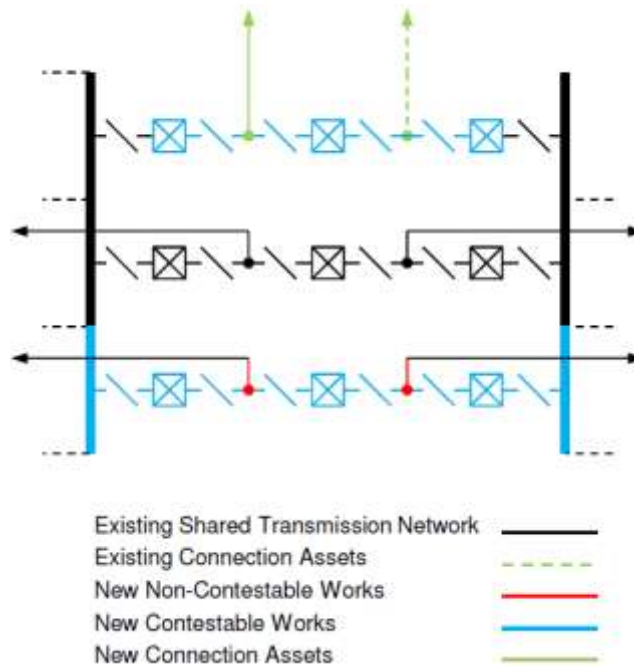 Existing Shared Transmission Network
Existing Connection Assets
New Non-Contestable Works
New Contestable Works
New Connection Assets